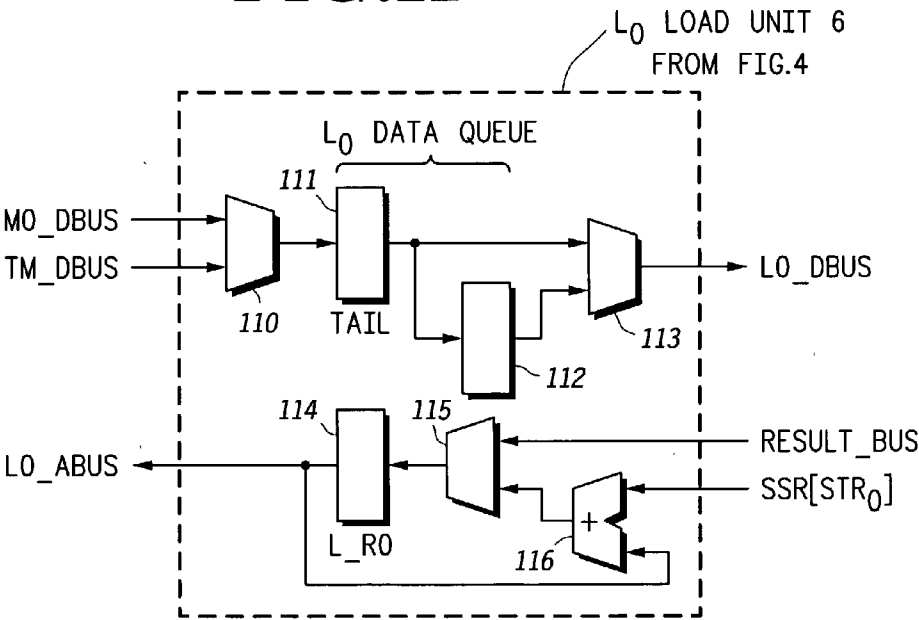 L0 LOAD UNIT 6
FROM FIG.4
L0 DATA QUEUE
111
M0_DBUS
TM_DBUS
L0_DBUS
110
TAIL
113
112
114
115
RESULT_BUS
L0_ABUS
SSR[STR0]
+
L_R0
116